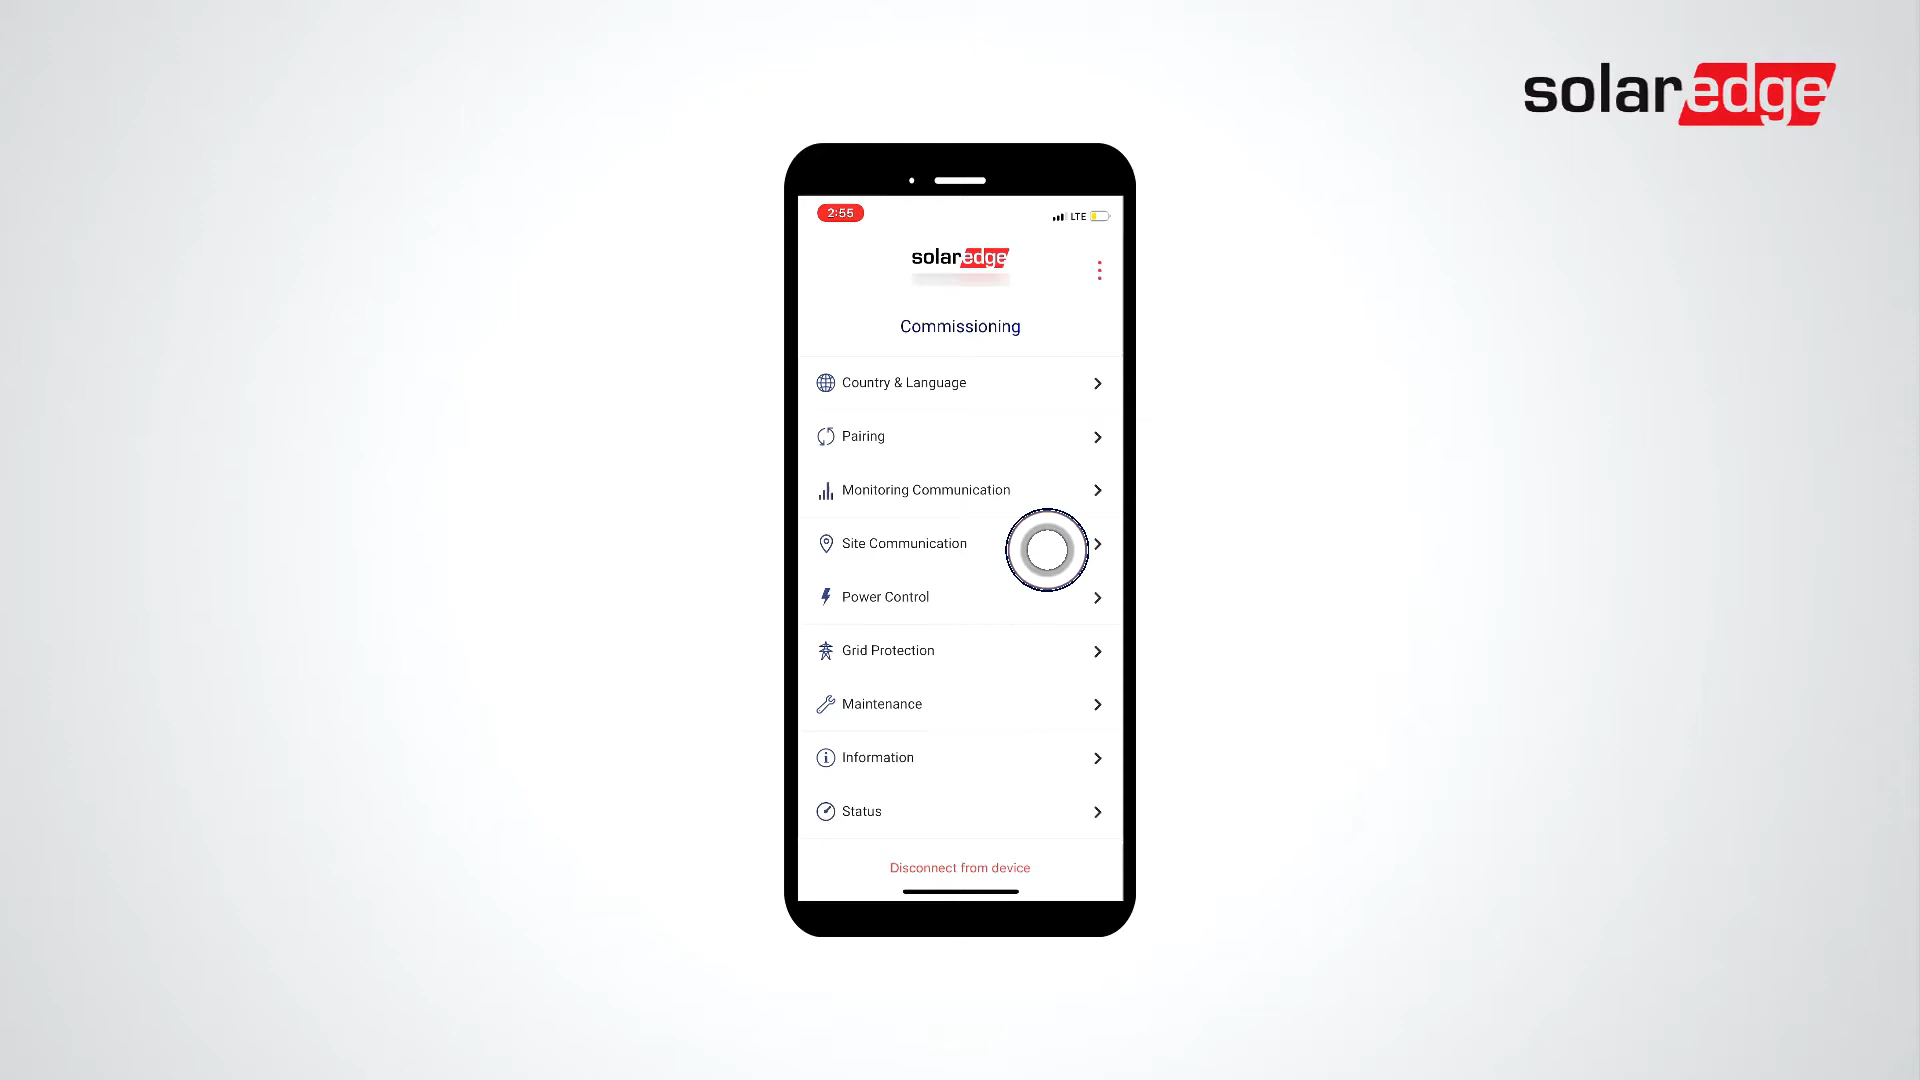 solaredge
2:55
LTE
solaredge
Commissioning
Country & Language
Pairing
Monitoring Communication
Site Communication
Power Control
Grid Protection
Maintenance
Information
Status
Disconnect from device